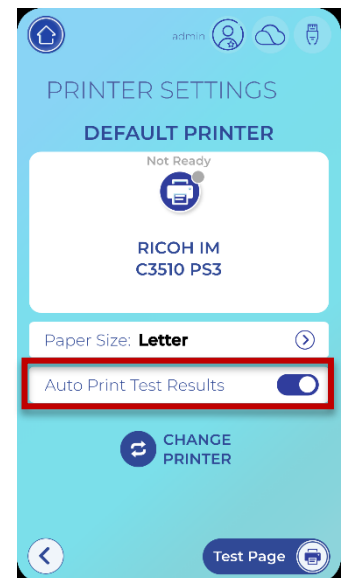 admin
PRINTER SETTINGS
DEFAULT PRINTER
Not Ready
RICOH IM
C3510 PS3
Paper Size: Letter
Auto Print Test Results
CHANGE
PRINTER
Test Page